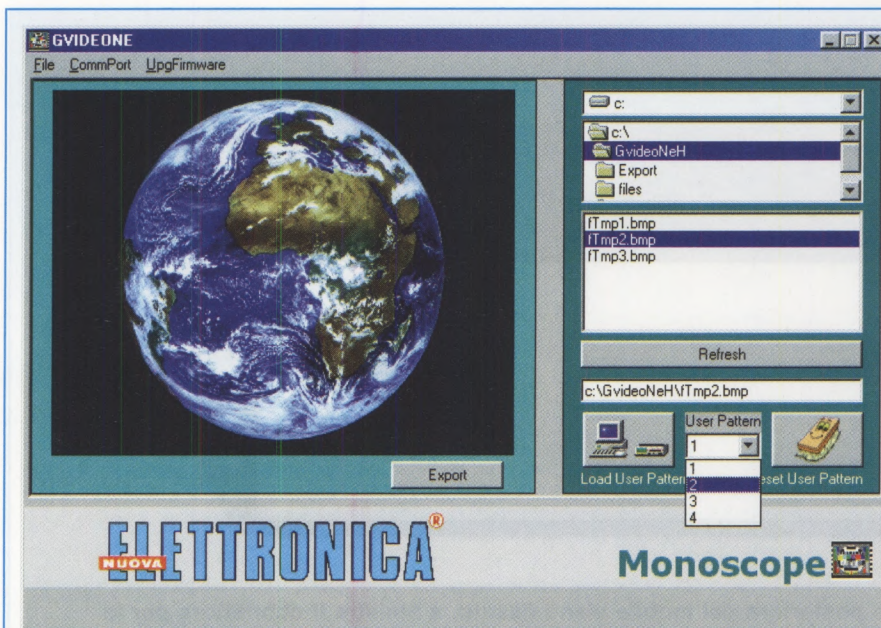 GVIDEONE
File CommPort UpgFirmware
c:
c:\
GvideoNeH
Export
files
fTmp1.bmp
fTmp2.bmp
fTmp3.bmp
Refresh
c:\GvideoNeH\fTmp2.bmp
User Pattern
1
1
2
3
4
Load User Pattern
eset User Pattern
Export
NUOVA ELETTRONICA®
Monoscope